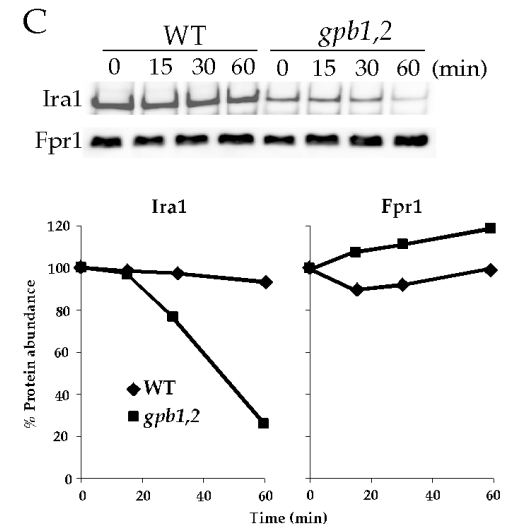 C
WT gpb1,2
0 15 30 60 0 15 30 60 (min)
Ira1
Fpr1
Ira1 Fpr1
120
100
80
60
40
20
0
% Protein abundance
WT
gpb1,2
0 20 40 60 0 20 40 60
Time (min)